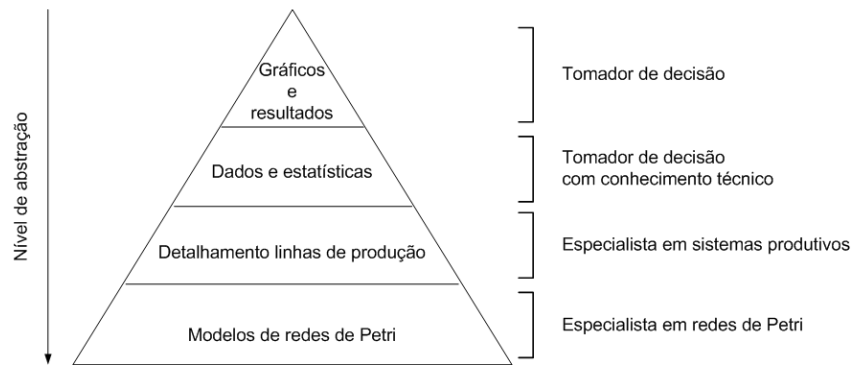 Nível de abstração
Gráficos
e
resultados
Tomador de decisão
Dados e estatísticas
Tomador de decisão
com conhecimento técnico
Detalhamento linhas de produção
Especialista em sistemas produtivos
Modelos de redes de Petri
Especialista em redes de Petri